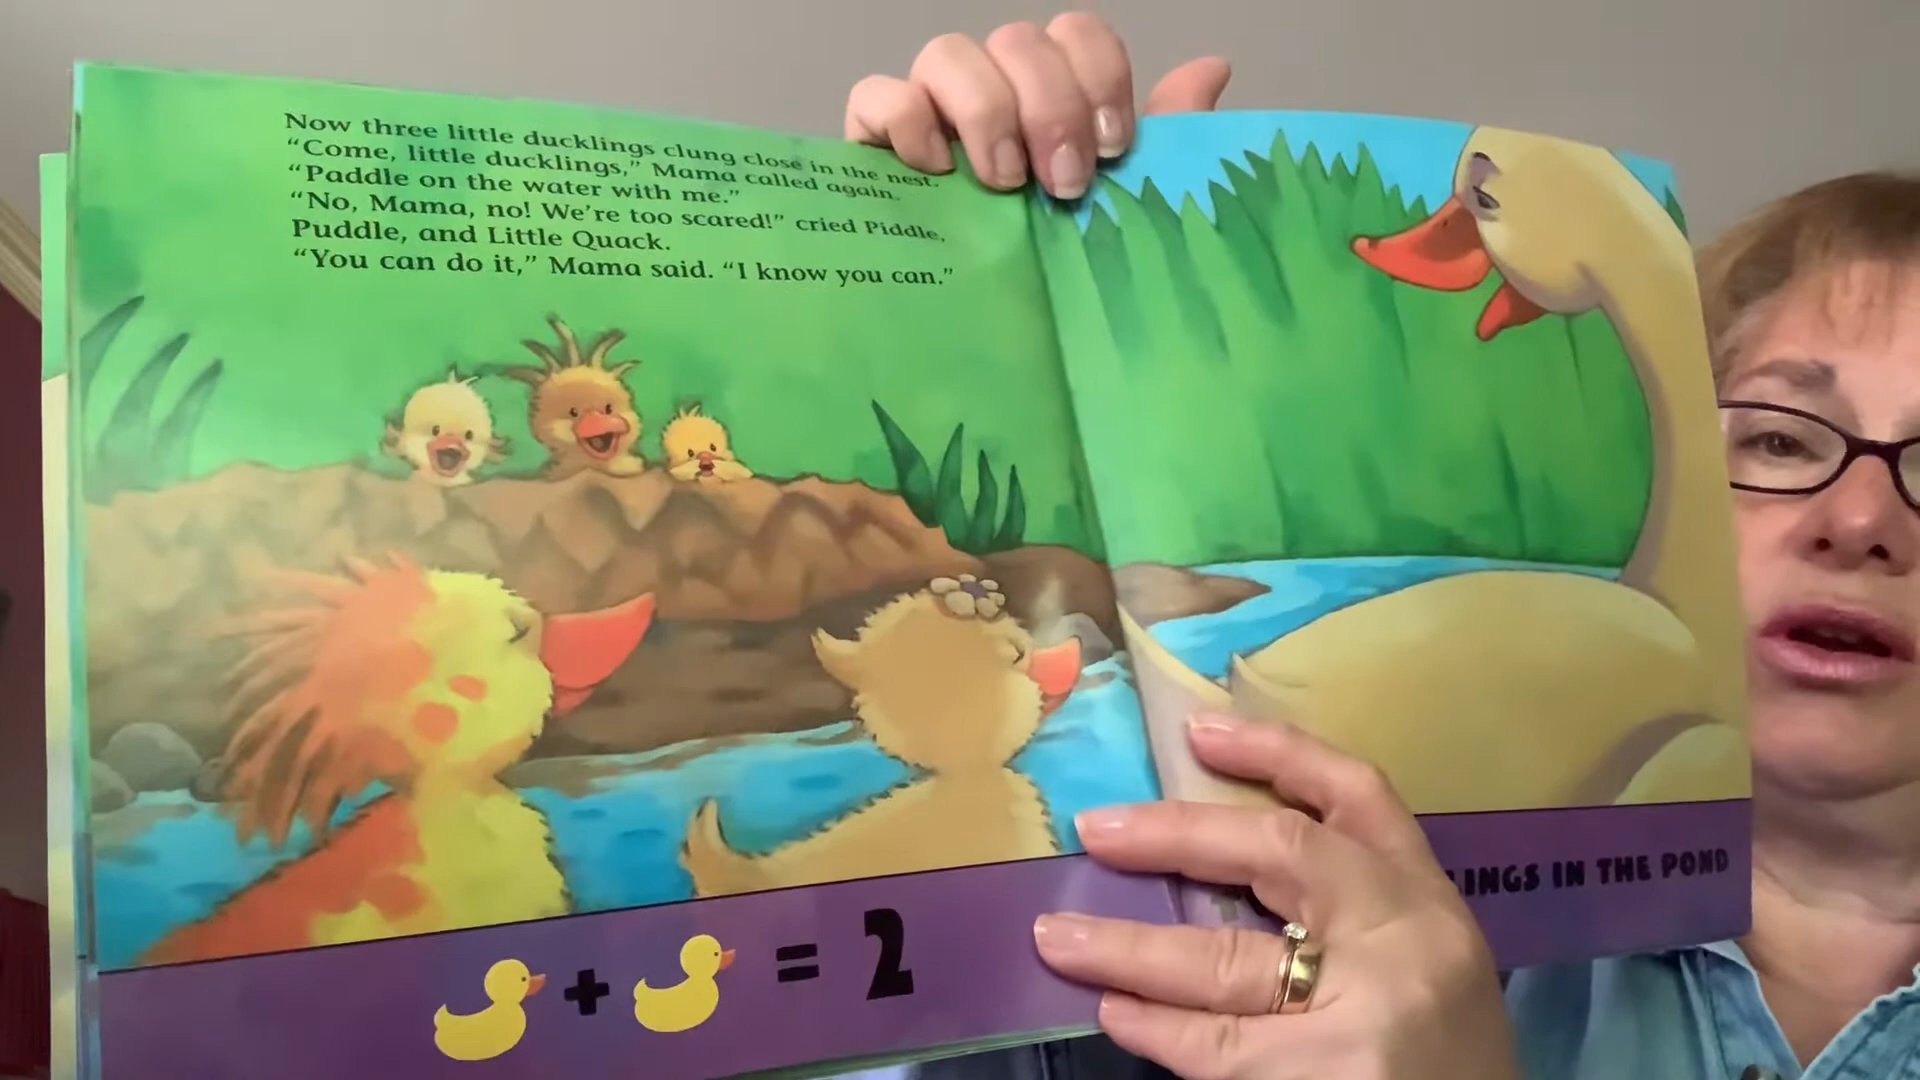 Now three little ducklings clung close in the nest.
“Come, little ducklings,” Mama called again.
“Paddle on the water with me.”
“No, Mama, no! We’re too scared!” cried Piddle,
Puddle, and Little Quack.
“You can do it,” Mama said. “I know you can.”
+ = 2
LINGS IN THE POND